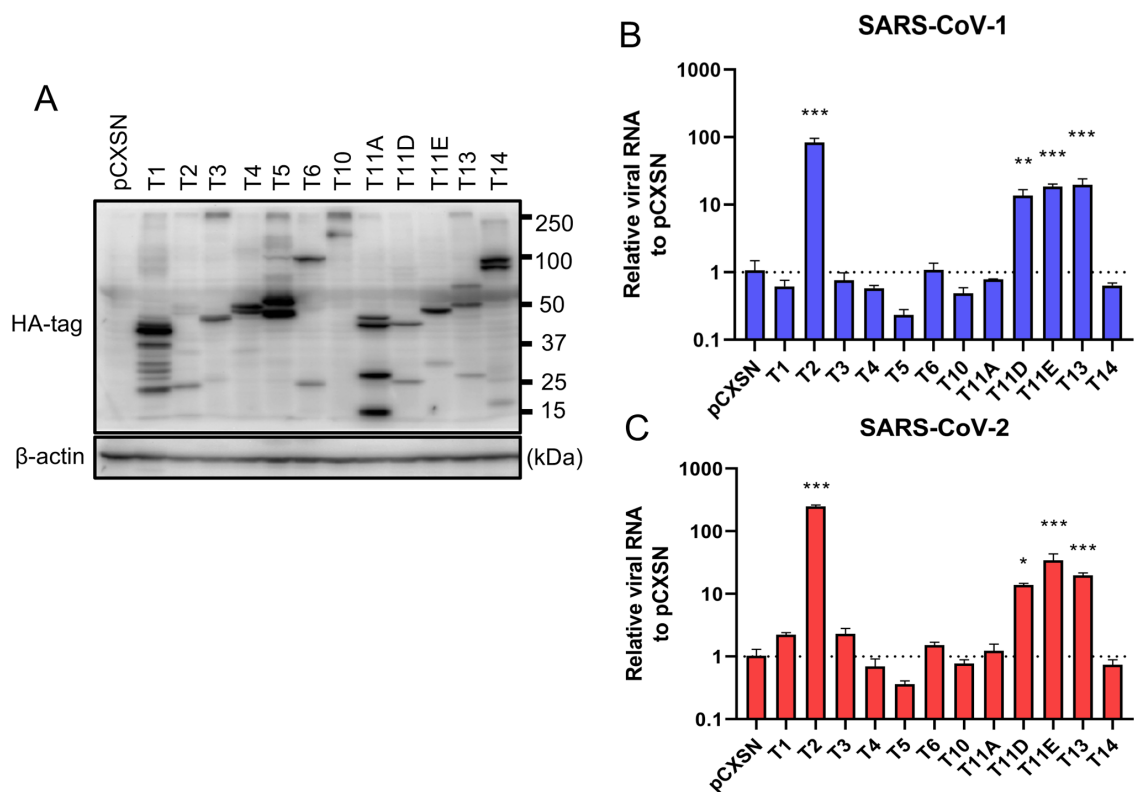 A
pCXSN
T1
T2
T3
T4
T5
T6
T10
T11A
T11D
T11E
T13
T14
HA-tag
250
100
50
37
25
15
β-actin
(kDa)
B
SARS-CoV-1
Relative viral RNA
to pCXSN
1000
100
10
1
0.1
***
**
***
***
pCXSN
T1
T2
T3
T4
T5
T6
T10
T11A
T11D
T11E
T13
T14
C
SARS-CoV-2
Relative viral RNA
to pCXSN
1000
100
10
1
0.1
***
*
***
***
pCXSN
T1
T2
T3
T4
T5
T6
T10
T11A
T11D
T11E
T13
T14